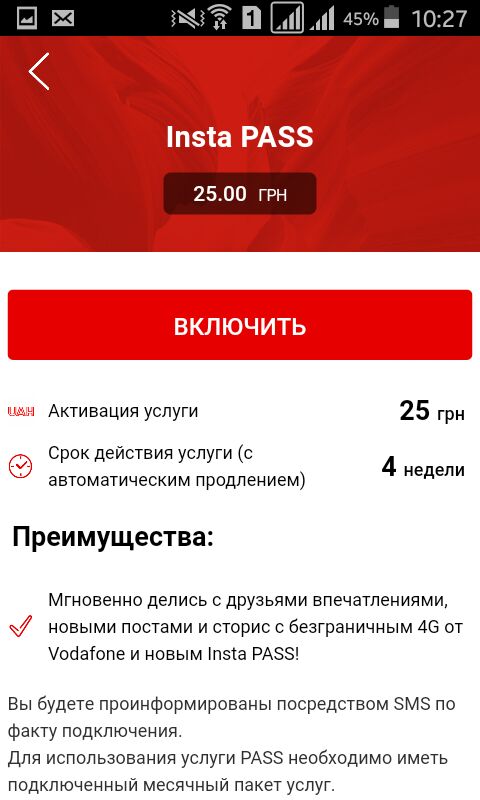 1
45%
10:27
Insta PASS
25.00 ГРН
ВКЛЮЧИТЬ
UAH Активация услуги 25 грн
Срок действия услуги (с
автоматическим продлением) 4 недели
Преимущества:
Мгновенно делись с друзьями впечатлениями,
новыми постами и сторис с безграничным 4G от
Vodafone и новым Insta PASS!
Вы будете проинформированы посредством SMS по
факту подключения.
Для использования услуги PASS необходимо иметь
подключенный месячный пакет услуг.